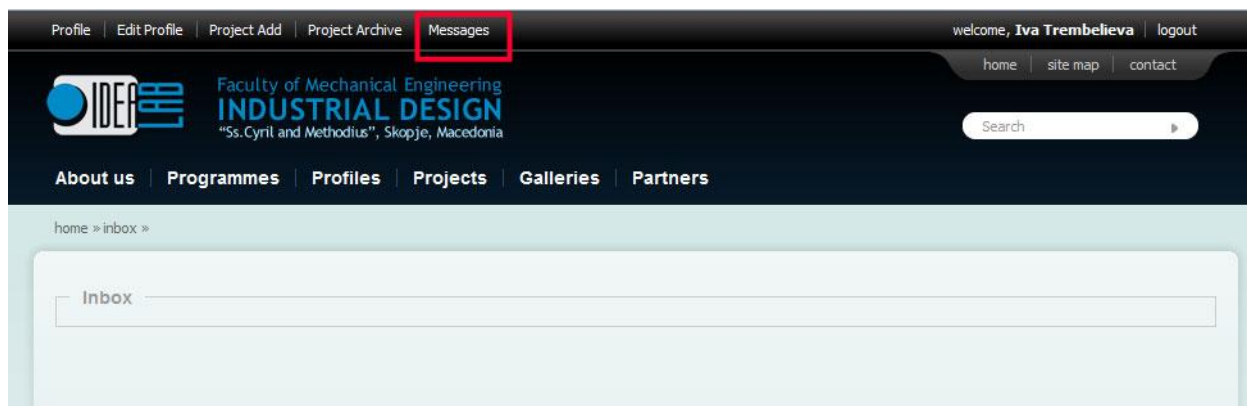 Profile | Edit Profile | Project Add | Project Archive Messages welcome, Iva Trembelieva | logout
home | site map | contact
IDEA LAB
Faculty of Mechanical Engineering
INDUSTRIAL DESIGN
"Ss.Cyril and Methodius", Skopje, Macedonia
Search
About us | Programmes | Profiles | Projects | Galleries | Partners
home » inbox »
Inbox